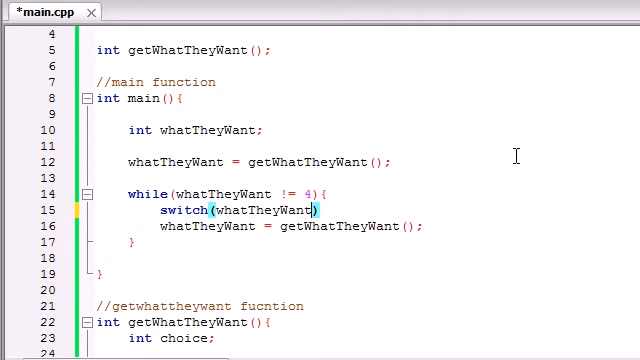 *main.cpp
4
5 int getWhatTheyWant();
6
7 //main function
8 int main(){
9
10 int whatTheyWant;
11
12 whatTheyWant = getWhatTheyWant();
13
14 while(whatTheyWant != 4){
15 switch(whatTheyWant)
16 whatTheyWant = getWhatTheyWant();
17 }
18
19 }
20
21 //getwhattheywant fucntion
22 int getWhatTheyWant(){
23 int choice;
24